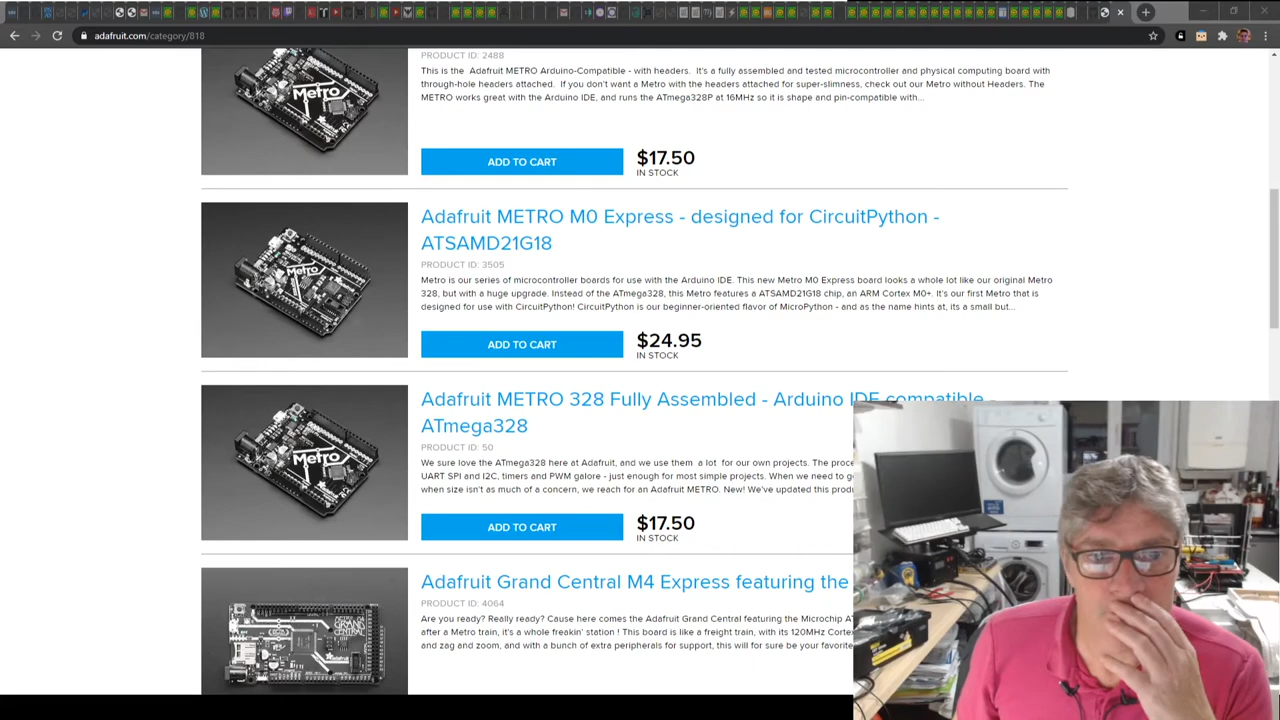 adafruit.com/category/818
PRODUCT ID: 2488
This is the Adafruit METRO Arduino-Compatible - with headers. It's a fully assembled and tested microcontroller and physical computing board with
through-hole headers attached. If you don't want a Metro with the headers attached for super-slimness, check out our Metro without Headers. The
METRO works great with the Arduino IDE, and runs the ATmega328P at 16MHz so it is shape and pin-compatible with...
Metro
ADD TO CART
$17.50
IN STOCK
Adafruit METRO M0 Express - designed for CircuitPython -
ATSAMD21G18
PRODUCT ID: 3505
Metro is our series of microcontroller boards for use with the Arduino IDE. This new Metro M0 Express board looks a whole lot like our original Metro
328, but with a huge upgrade. Instead of the ATmega328, this Metro features a ATSAMD21G18 chip, an ARM Cortex M0+. It's our first Metro that is
designed for use with CircuitPython! CircuitPython is our beginner-oriented flavor of MicroPython - and as the name hints at, its a small but...
Metro
ADD TO CART
$24.95
IN STOCK
Adafruit METRO 328 Fully Assembled - Arduino IDE compatible -
ATmega328
PRODUCT ID: 50
We sure love the ATmega328 here at Adafruit, and we use them a lot for our own projects. The proce
UART SPI and I2C, timers and PWM galore - just enough for most simple projects. When we need to go
when size isn't as much of a concern, we reach for an Adafruit METRO. New! We've updated this produ
Metro
ADD TO CART
$17.50
IN STOCK
Adafruit Grand Central M4 Express featuring the
PRODUCT ID: 4064
Are you ready? Really ready? Cause here comes the Adafruit Grand Central featuring the Microchip AT
after a Metro train, it's a whole freakin' station ! This board is like a freight train, with its 120MHz Cortex
and zag and zoom, and with a bunch of extra peripherals for support, this will for sure be your favorite
GRAND
CENTRAL